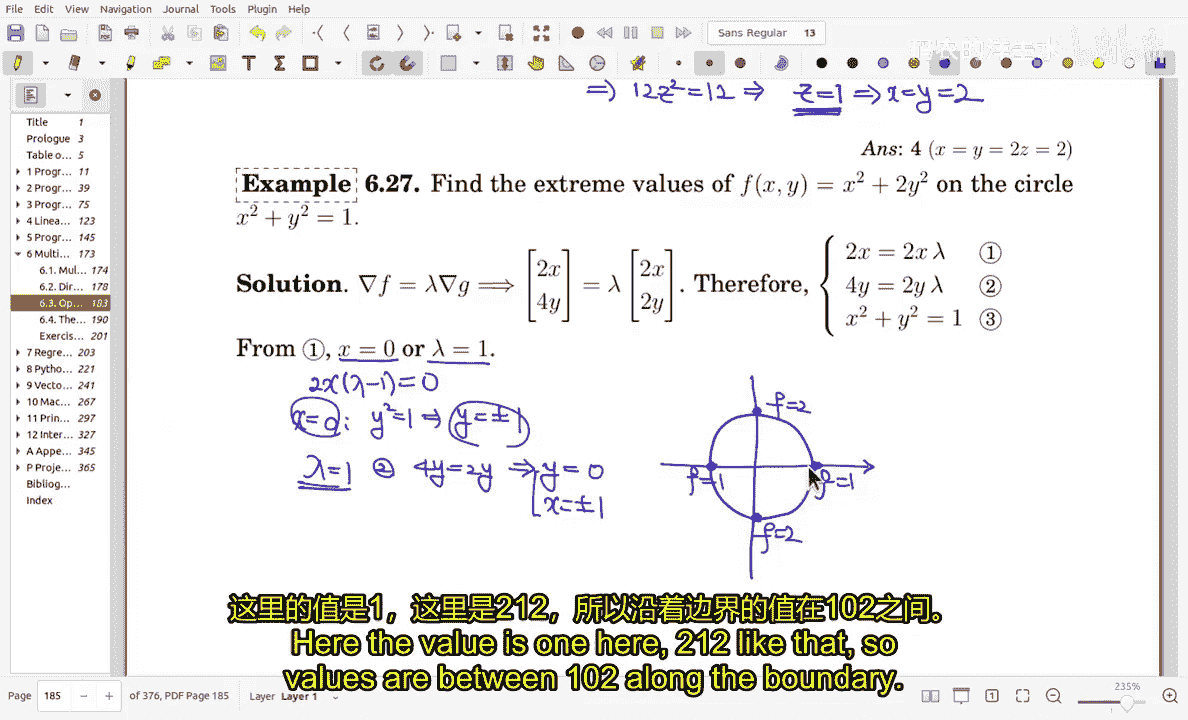 File Edit View Navigation Journal Tools Plugin Help
Sans Regular 13
Title 1
Prologue 3
Table o... 5
1 Progr... 11
2 Progr... 39
3 Progr... 75
4 Linea... 123
5 Progr... 145
6 Multi... 173
6.1. Mul... 174
6.2. Dir... 178
6.3. Op... 183
6.4. The... 190
Exercis... 201
7 Regre... 203
8 Pytho... 221
9 Vecto... 241
10 Mac... 267
11 Prin... 297
12 Inter... 327
A Appe... 345
P Proje... 365
Bibliog...
Index
⇒ 12z²=12 ⇒ z=1 ⇒ x=y=2
Ans: 4 (x = y = 2z = 2)
Example 6.27. Find the extreme values of f(x, y) = x² + 2y² on the circle
x² + y² = 1.
Solution. ∇f = λ∇g ⟹ [2x 4y] = λ [2x 2y]. Therefore,
2x = 2x λ ①
4y = 2y λ ②
x² + y² = 1 ③
From ①, x = 0 or λ = 1.
2x(λ-1)=0
x=0: y²=1 ⇒ y=±1
λ=1 ② 4y=2y ⇒ y=0
x=±1
f=2
f=1
f=1
f=2
这里的值是1，这里是212，所以沿着边界的值在102之间。
Here the value is one here, 212 like that, so
values are between 102 along the boundary.
Page 185 − + of 376, PDF Page 185 Layer Layer 1
235%